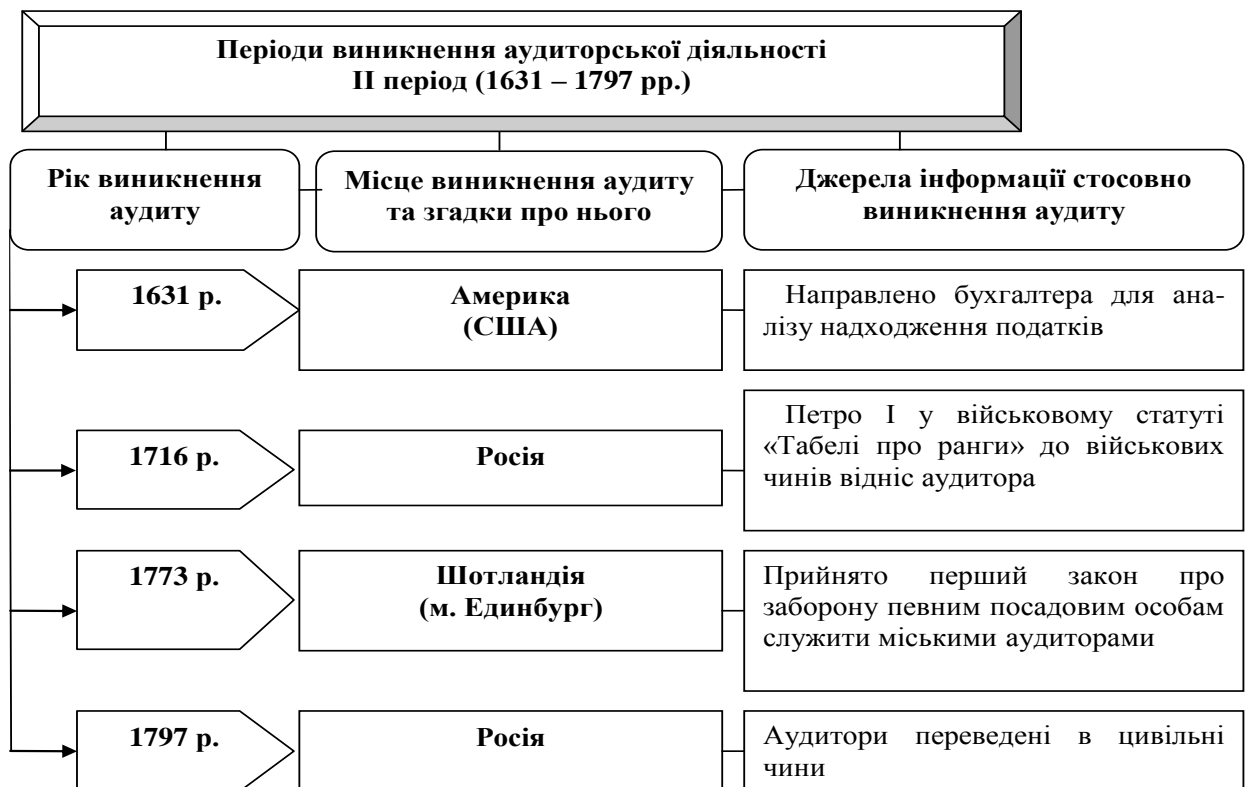 Періоди виникнення аудиторської діяльності
ІІ період (1631 – 1797 рр.)
Рік виникнення
аудиту
Місце виникнення аудиту
та згадки про нього
Джерела інформації стосовно
виникнення аудиту
1631 р.
Америка
(США)
Направлено бухгалтера для ана-
лізу надходження податків
1716 р.
Росія
Петро І у військовому статуті
«Табелі про ранги» до військових
чинів відніс аудитора
1773 р.
Шотландія
(м. Единбург)
Прийнято перший закон про
заборону певним посадовим особам
служити міськими аудиторами
1797 р.
Росія
Аудитори переведені в цивільні
чини